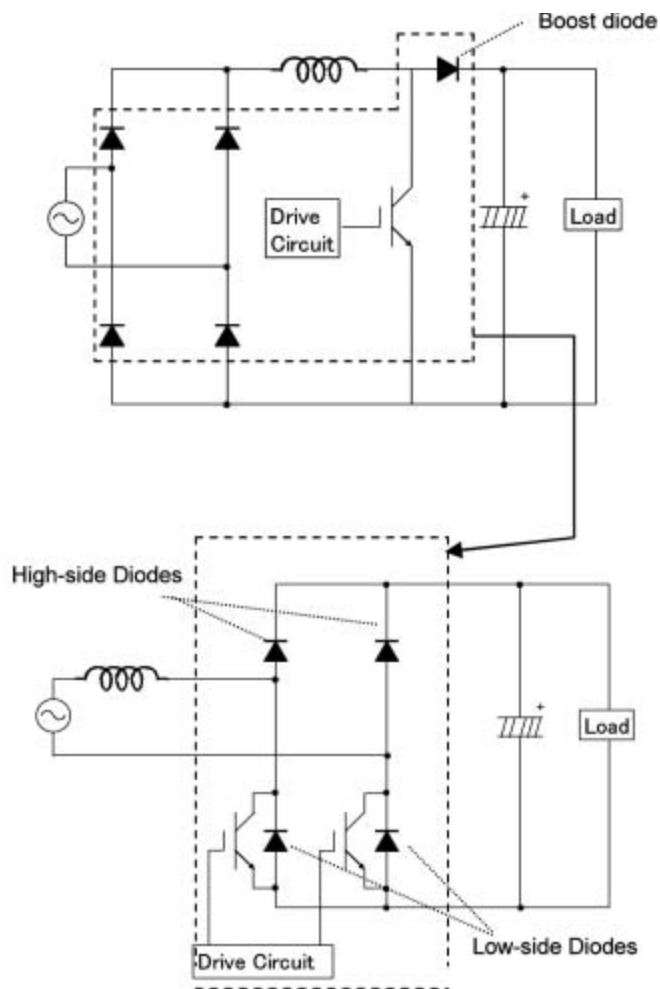 Boost diode
Drive
Circuit
+
Load
High-side Diodes
+
Load
Drive Circuit
Low-side Diodes